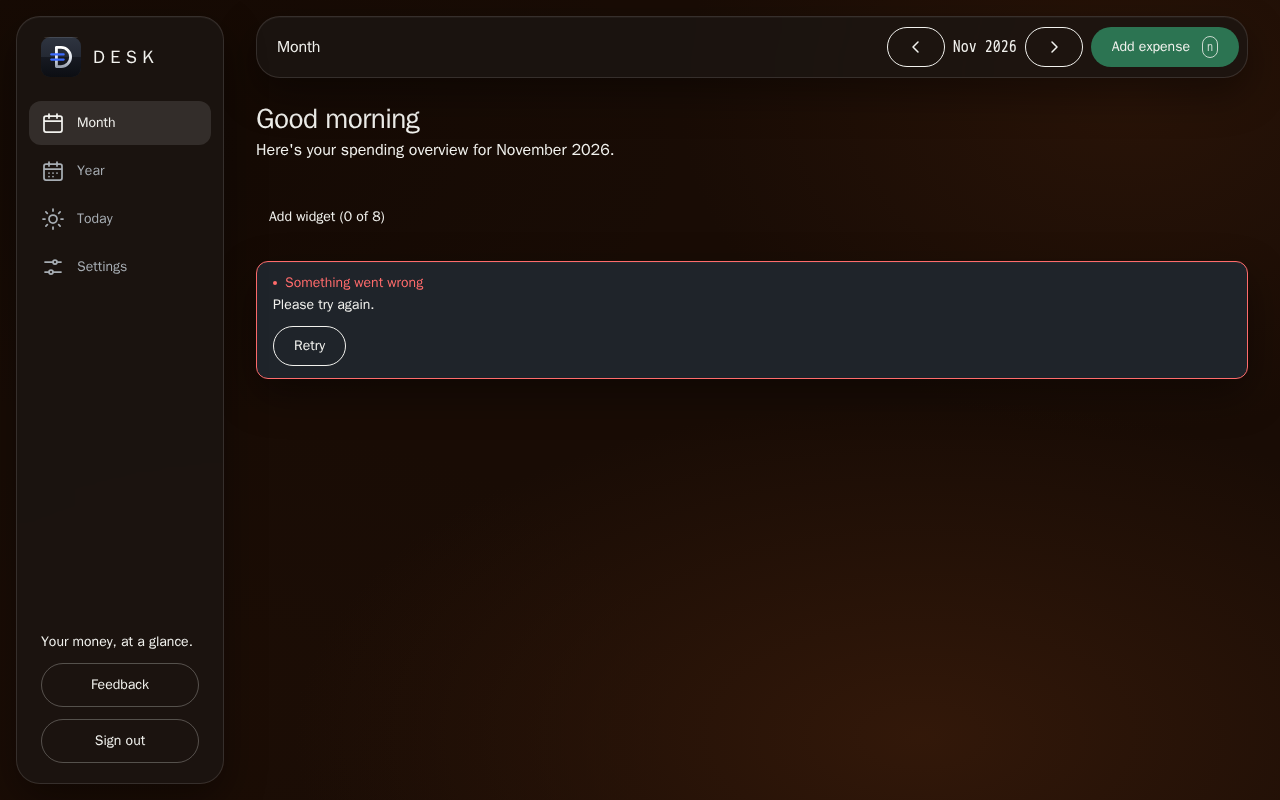 DESK
Month
Year
Today
Settings
Your money, at a glance.
Feedback
Sign out
Month
Nov 2026
Add expense n
Good morning
Here's your spending overview for November 2026.
Add widget (0 of 8)
Something went wrong
Please try again.
Retry